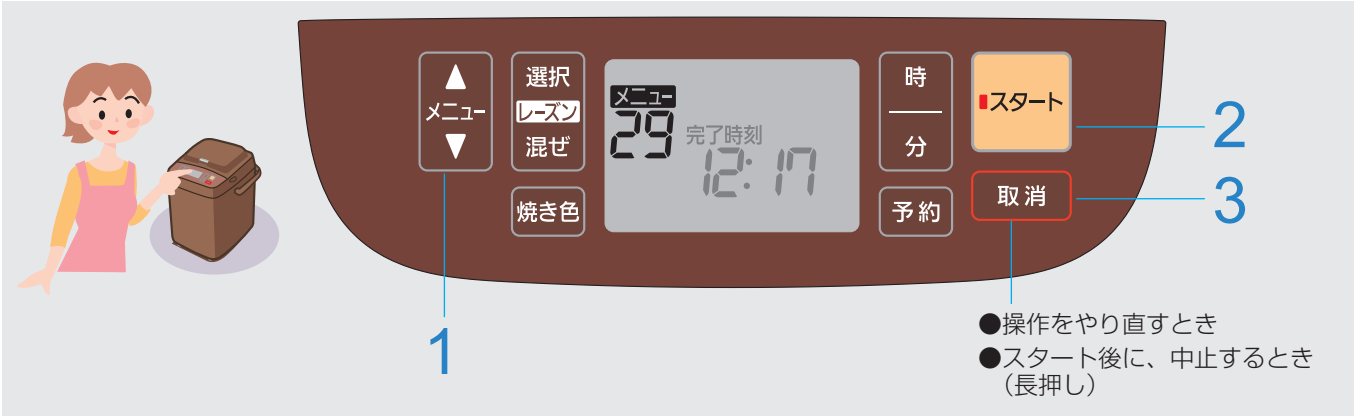 ▲
メニュー
▼
選択
レーズン
混ぜ
焼き色
メニュー
29
完了時刻
12:17
時
分
予約
スタート
取消
1
2
3
●操作をやり直すとき
●スタート後に、中止するとき
（長押し）